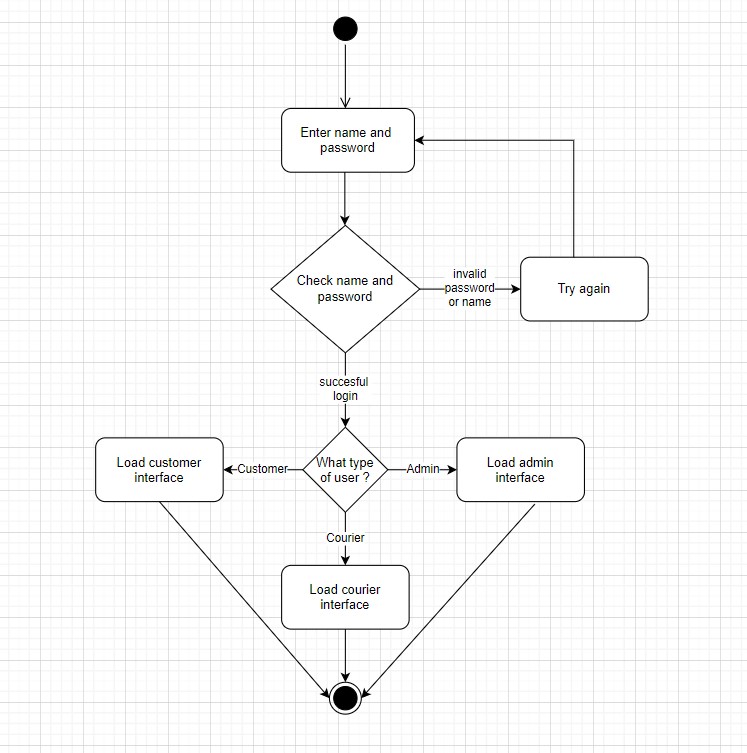 Enter name and
password
Check name and
password
invalid
password
or name
Try again
succesful
login
Load customer
interface
Customer
What type
of user ?
Admin
Load admin
interface
Courier
Load courier
interface